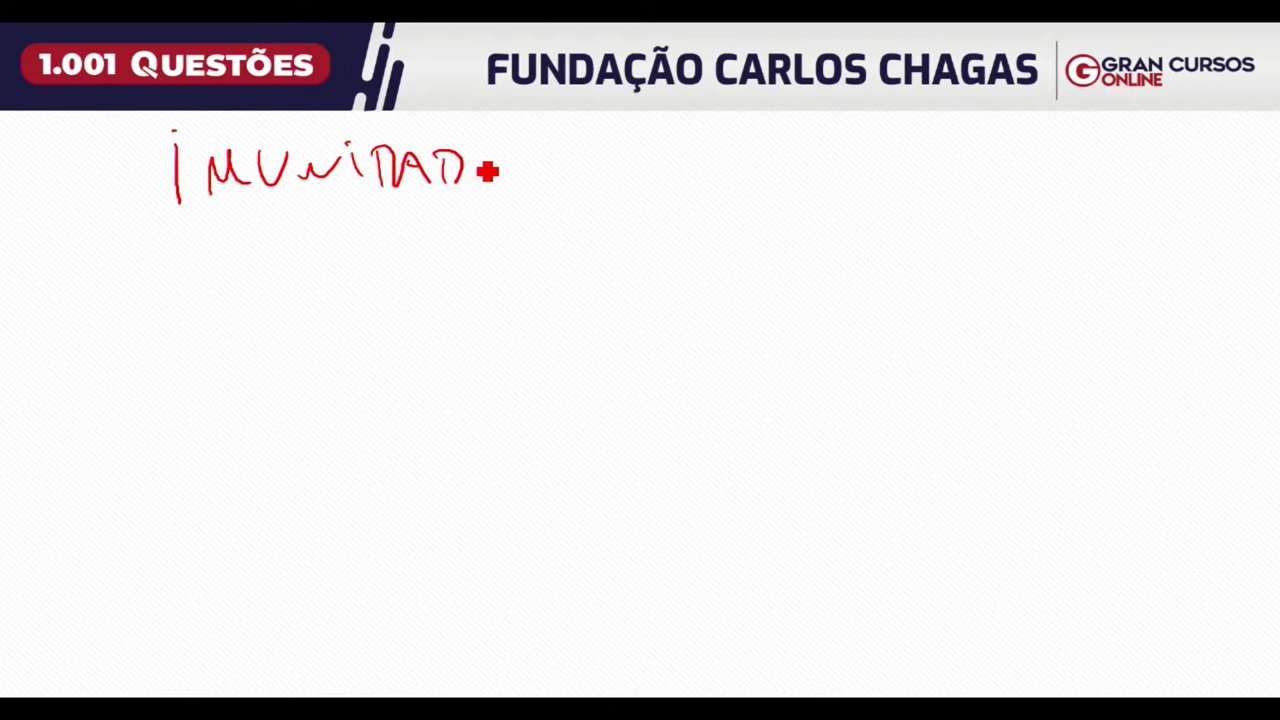 1.001 QUESTÕES
FUNDAÇÃO CARLOS CHAGAS
G GRAN CURSOS
ONLINE
IMUNIDAD